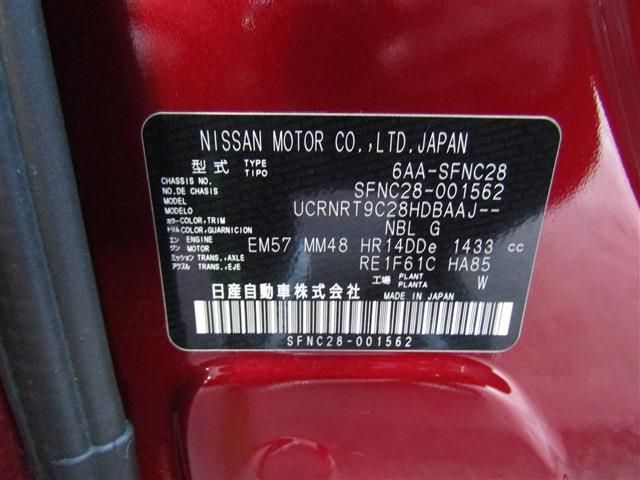 NISSAN MOTOR CO.,LTD.JAPAN
型式 TYPE TIPO 6AA-SFNC28
CHASSIS NO.
NO.DE CHASIS SFNC28-001562
MODEL
MODELO UCRNRT9C28HDBAAJ--
カラー COLOR, TRIM
トリム COLOR, GUARNICION NBL G
エン ENGINE
ジン MOTOR EM57 MM48 HR14DDe 1433 cc
ミッション TRANS.,AXLE
アクスル TRANS.,EJE RE1F61C HA85
工場 PLANT PLANTA W
日産自動車株式会社 MADE IN JAPAN
SFNC28-001562